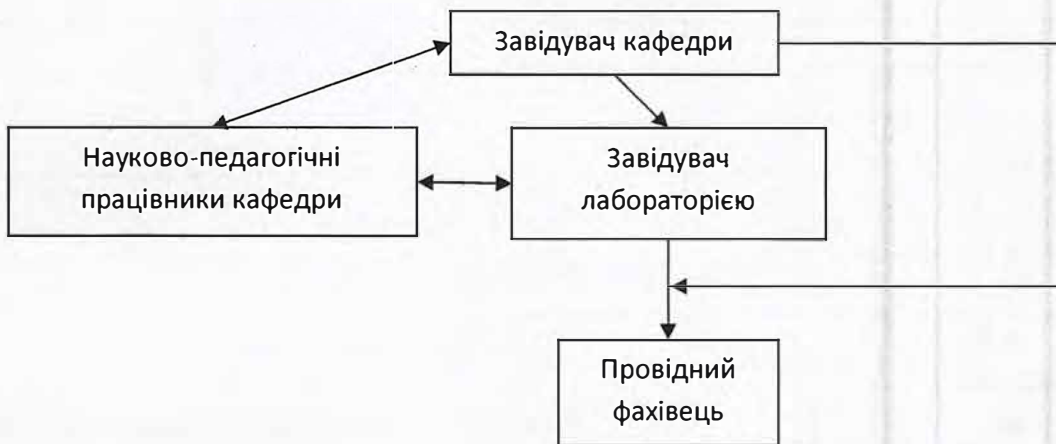 Завідувач кафедри
Науково-педагогічні
працівники кафедри
Завідувач
лабораторією
Провідний
фахівець